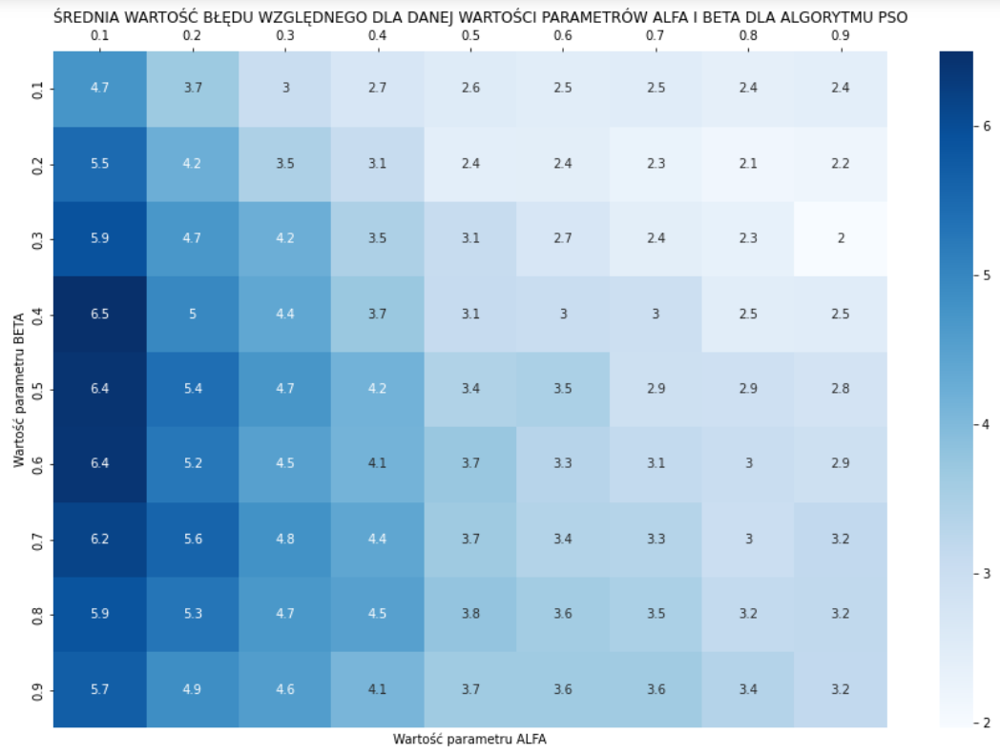 ŚREDNIA WARTOŚĆ BŁĘDU WZGLĘDNEGO DLA DANEJ WARTOŚCI PARAMETRÓW ALFA I BETA DLA ALGORYTMU PSO
0.1 0.2 0.3 0.4 0.5 0.6 0.7 0.8 0.9
0.1 4.7 3.7 3 2.7 2.6 2.5 2.5 2.4 2.4
6
0.2 5.5 4.2 3.5 3.1 2.4 2.4 2.3 2.1 2.2
0.3 5.9 4.7 4.2 3.5 3.1 2.7 2.4 2.3 2
5
0.4 6.5 5 4.4 3.7 3.1 3 3 2.5 2.5
Wartość parametru BETA
0.5 6.4 5.4 4.7 4.2 3.4 3.5 2.9 2.9 2.8
4
0.6 6.4 5.2 4.5 4.1 3.7 3.3 3.1 3 2.9
0.7 6.2 5.6 4.8 4.4 3.7 3.4 3.3 3 3.2
3
0.8 5.9 5.3 4.7 4.5 3.8 3.6 3.5 3.2 3.2
0.9 5.7 4.9 4.6 4.1 3.7 3.6 3.6 3.4 3.2
2
Wartość parametru ALFA